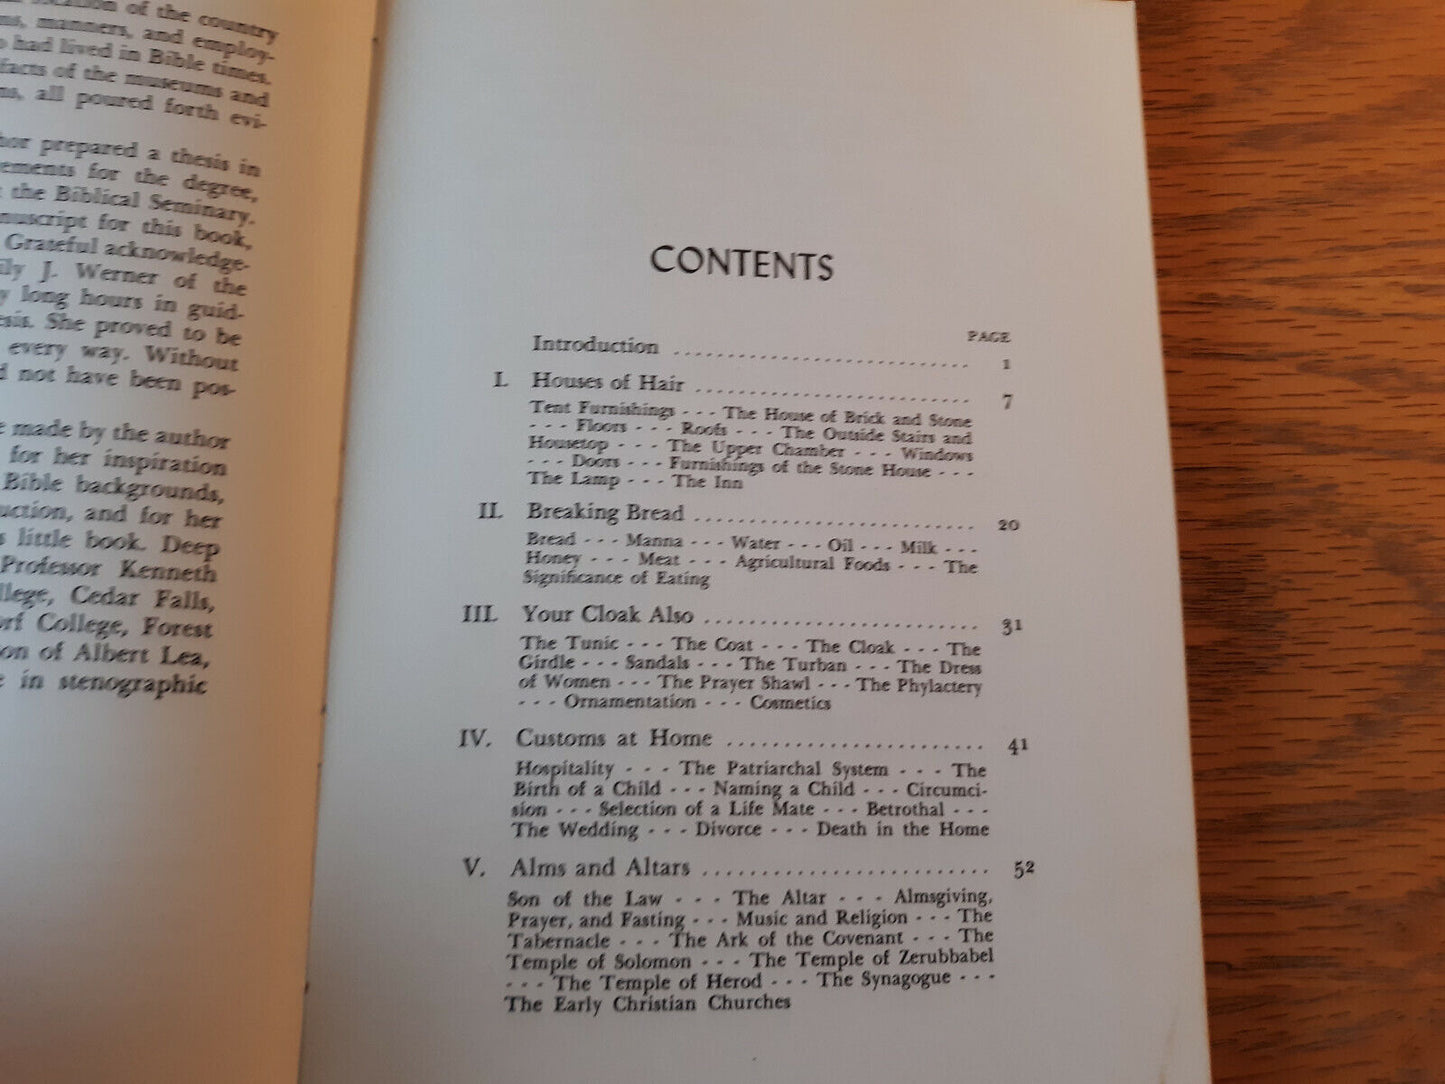 of the country
manners, and employ-
had lived in Bible times.
facts of the museums and
all poured forth evi-
prepared a thesis in
for the degree,
the Biblical Seminary.
for this book,
Grateful acknowledge-
J. Werner of the
long hours in guid-
She proved to be
every way. Without
not have been pos-
made by the author
for her inspiration
Bible backgrounds,
and for her
little book. Deep
Professor Kenneth
Cedar Falls,
College, Forest
of Albert Lea,
in stenographic
CONTENTS
PAGE
Introduction .......................... 1
I. Houses of Hair .......................... 7
Tent Furnishings - - - The House of Brick and Stone
- - - Floors - - - Roofs - - - The Outside Stairs and
Housetop - - - The Upper Chamber - - - Windows
- - - Doors - - - Furnishings of the Stone House - - -
The Lamp - - - The Inn
II. Breaking Bread .......................... 20
Bread - - - Manna - - - Water - - - Oil - - - Milk - - -
Honey - - - Meat - - - Agricultural Foods - - - The
Significance of Eating
III. Your Cloak Also .......................... 31
The Tunic - - - The Coat - - - The Cloak - - - The
Girdle - - - Sandals - - - The Turban - - - The Dress
of Women - - - The Prayer Shawl - - - The Phylactery
- - - Ornamentation - - - Cosmetics
IV. Customs at Home ........................ 41
Hospitality - - - The Patriarchal System - - - The
Birth of a Child - - - Naming a Child - - - Circumci-
sion - - - Selection of a Life Mate - - - Betrothal - - -
The Wedding - - - Divorce - - - Death in the Home
V. Alms and Altars .......................... 52
Son of the Law - - - The Altar - - - Almsgiving,
Prayer, and Fasting - - - Music and Religion - - - The
Tabernacle - - - The Ark of the Covenant - - - The
Temple of Solomon - - - The Temple of Zerubbabel
- - - The Temple of Herod - - - The Synagogue - - -
The Early Christian Churches